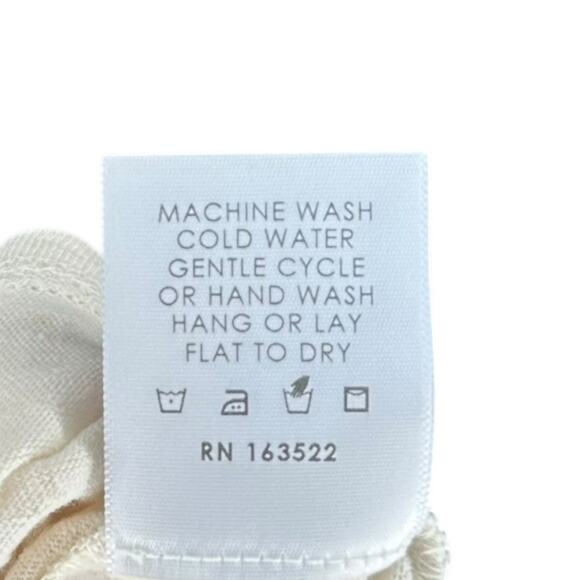 MACHINE WASH
COLD WATER
GENTLE CYCLE
OR HAND WASH
HANG OR LAY
FLAT TO DRY
RN 163522